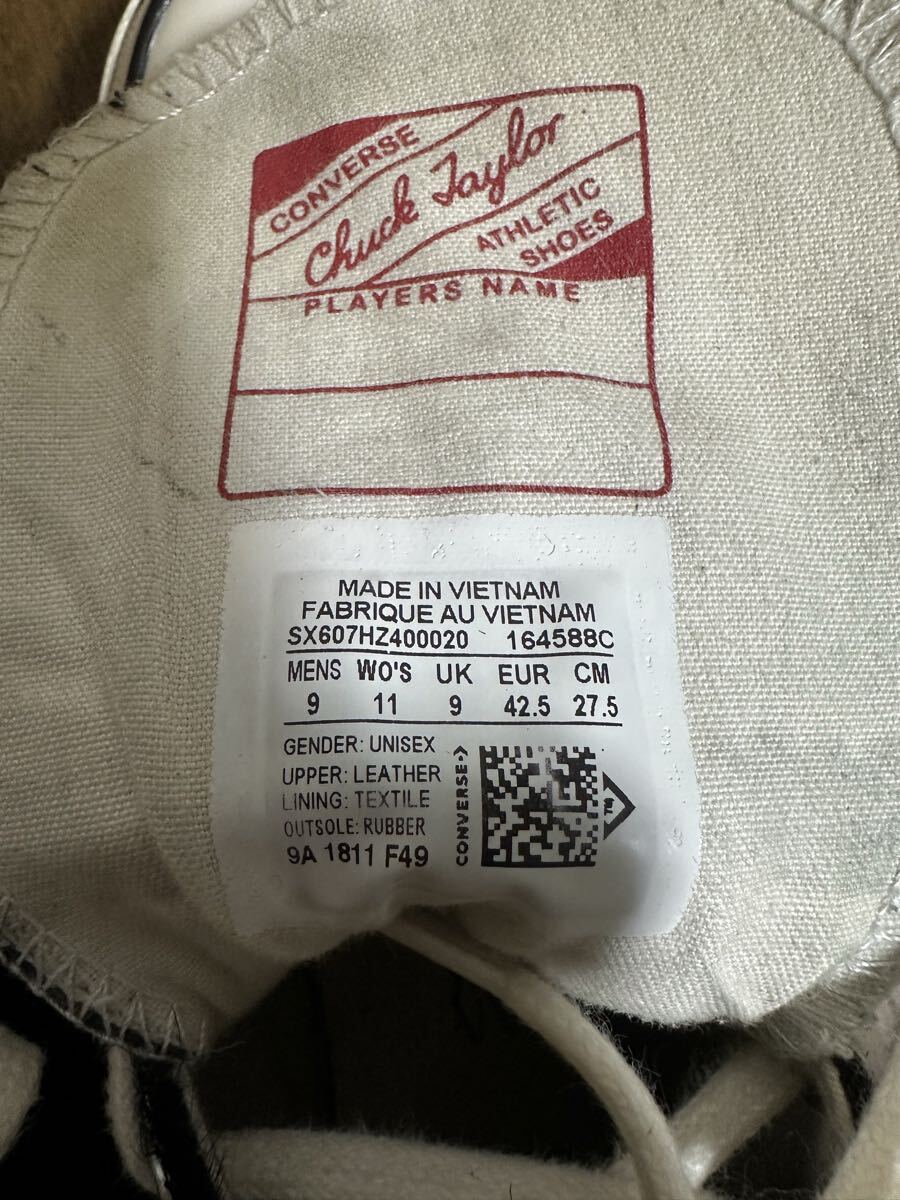 CONVERSE
Chuck Taylor
ATHLETIC
SHOES
PLAYERS NAME
MADE IN VIETNAM
FABRIQUE AU VIETNAM
SX607HZ400020 164588C
MENS WO'S UK EUR CM
9 11 9 42.5 27.5
GENDER: UNISEX
UPPER: LEATHER
LINING: TEXTILE
OUTSOLE: RUBBER
9A 1811 F49
CONVERSE
TM